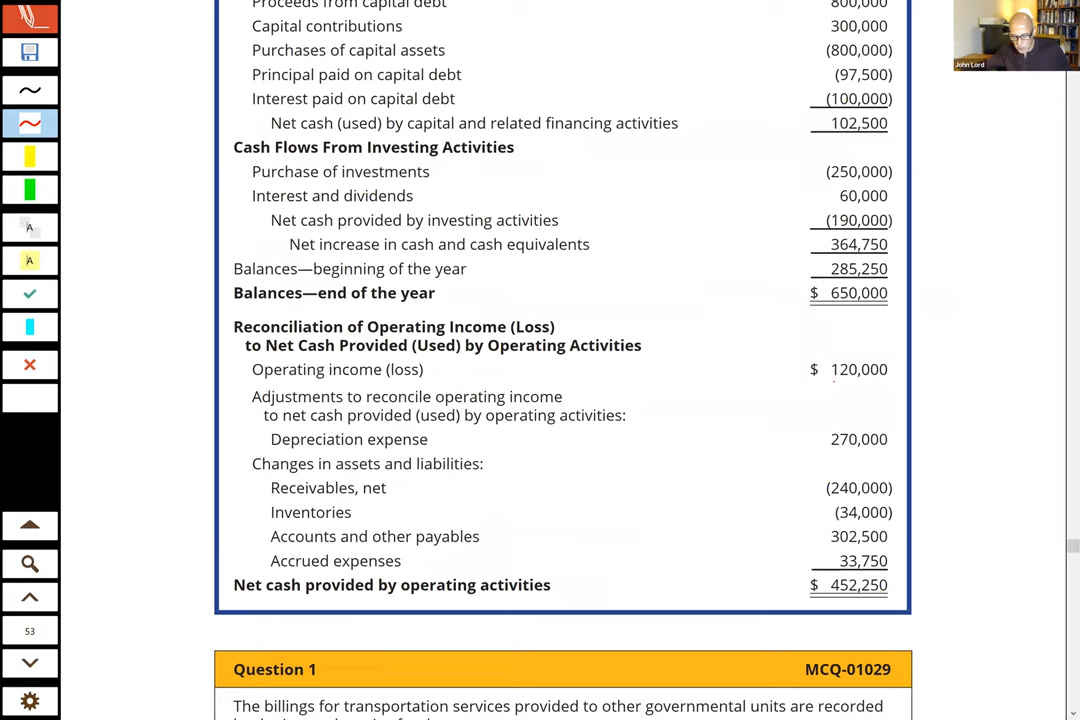 Proceeds from capital debt 800,000
Capital contributions 300,000
Purchases of capital assets (800,000)
Principal paid on capital debt (97,500)
Interest paid on capital debt (100,000)
Net cash (used) by capital and related financing activities 102,500
Cash Flows From Investing Activities
Purchase of investments (250,000)
Interest and dividends 60,000
Net cash provided by investing activities (190,000)
Net increase in cash and cash equivalents 364,750
Balances—beginning of the year 285,250
Balances—end of the year $ 650,000
Reconciliation of Operating Income (Loss)
to Net Cash Provided (Used) by Operating Activities
Operating income (loss) $ 120,000
Adjustments to reconcile operating income
to net cash provided (used) by operating activities:
Depreciation expense 270,000
Changes in assets and liabilities:
Receivables, net (240,000)
Inventories (34,000)
Accounts and other payables 302,500
Accrued expenses 33,750
Net cash provided by operating activities $ 452,250
Question 1 MCQ-01029
The billings for transportation services provided to other governmental units are recorded
John Lord
A
A
53